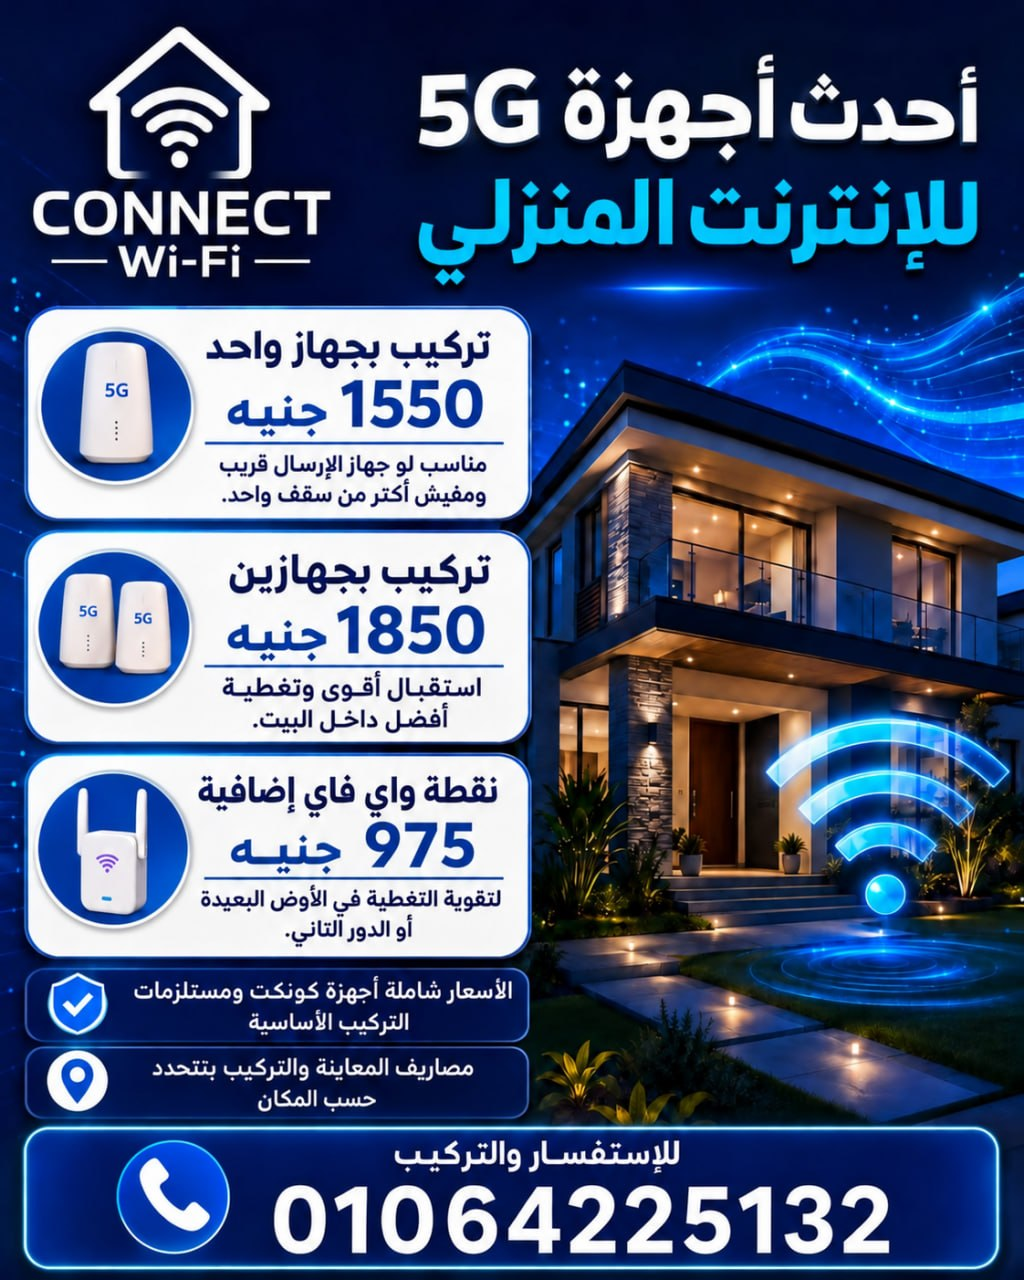 CONNECT
Wi-Fi
أحدث أجهزة 5G
للإنترنت المنزلي
تركيب بجهاز واحد
1550 جنيه
مناسب لو جهاز الإرسال قريب
ومفيش أكتر من سقف واحد.
5G
تركيب بجهازين
1850 جنيه
استقبال أقوى وتغطية
أفضل داخل البيت.
5G
5G
نقطة واي فاي إضافية
975 جنيه
لتقوية التغطية في الأوض البعيدة
أو الدور التاني.
الأسعار شاملة أجهزة كونكت ومستلزمات
التركيب الأساسية
مصاريف المعاينة والتركيب بتتحدد
حسب المكان
للإستفسار والتركيب
01064225132